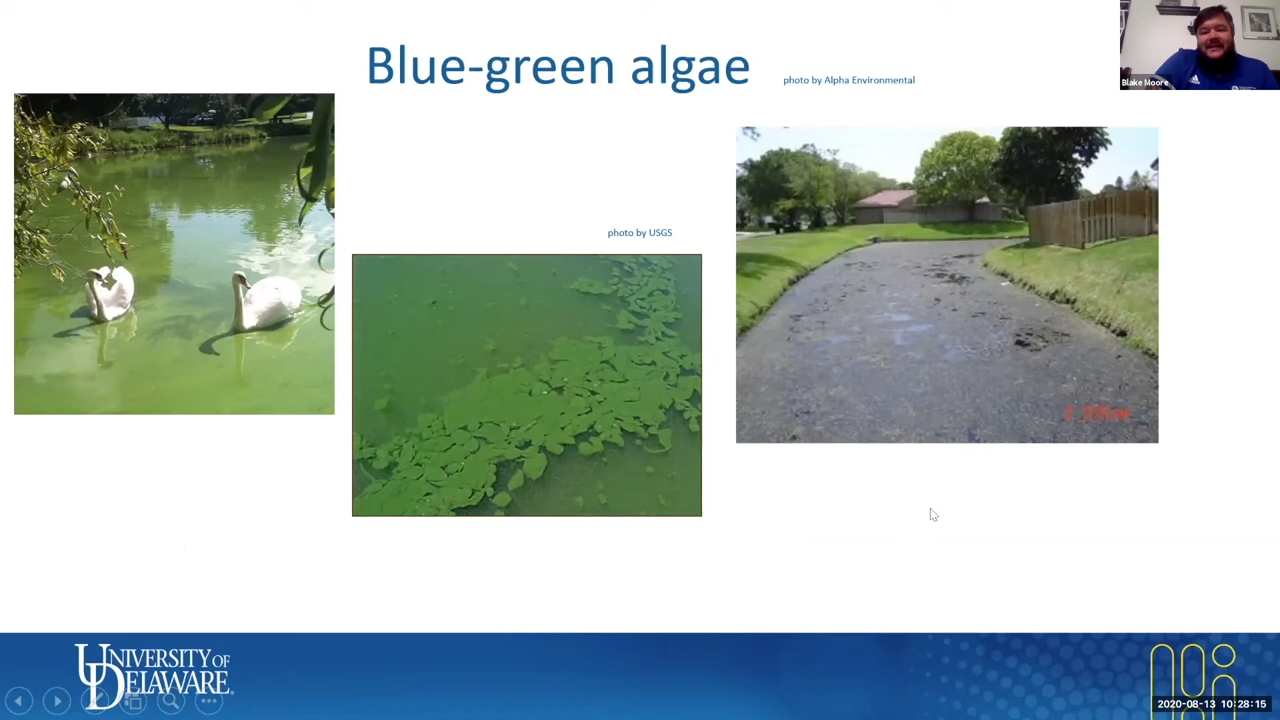 Blue-green algae
photo by Alpha Environmental
Blake Moore
photo by USGS
UNIVERSITY OF
DELAWARE
2020-08-13 10:28:15